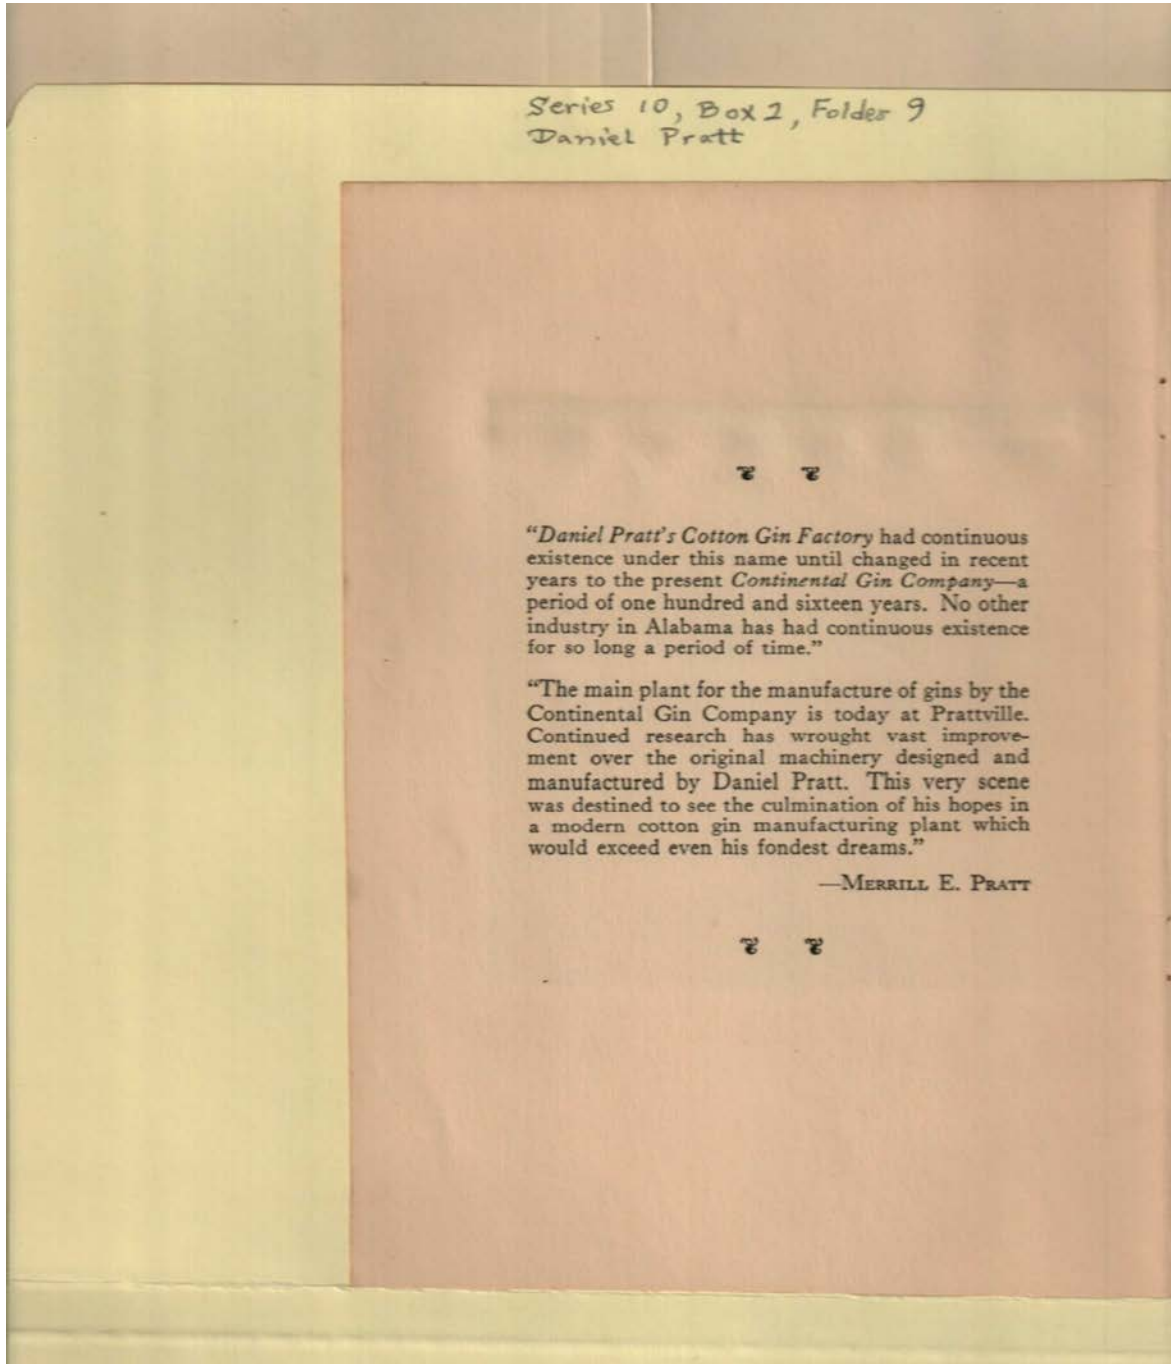 Series 10, Box 2, Folder 9
Daniel Pratt
“Daniel Pratt's Cotton Gin Factory had continuous
existence under this name until changed in recent
years to the present Continental Gin Company—a
period of one hundred and sixteen years. No other
industry in Alabama has had continuous existence
for so long a period of time.”
“The main plant for the manufacture of gins by the
Continental Gin Company is today at Prattville.
Continued research has wrought vast improve-
ment over the original machinery designed and
manufactured by Daniel Pratt. This very scene
was destined to see the culmination of his hopes in
a modern cotton gin manufacturing plant which
would exceed even his fondest dreams.”
—MERRILL E. PRATT